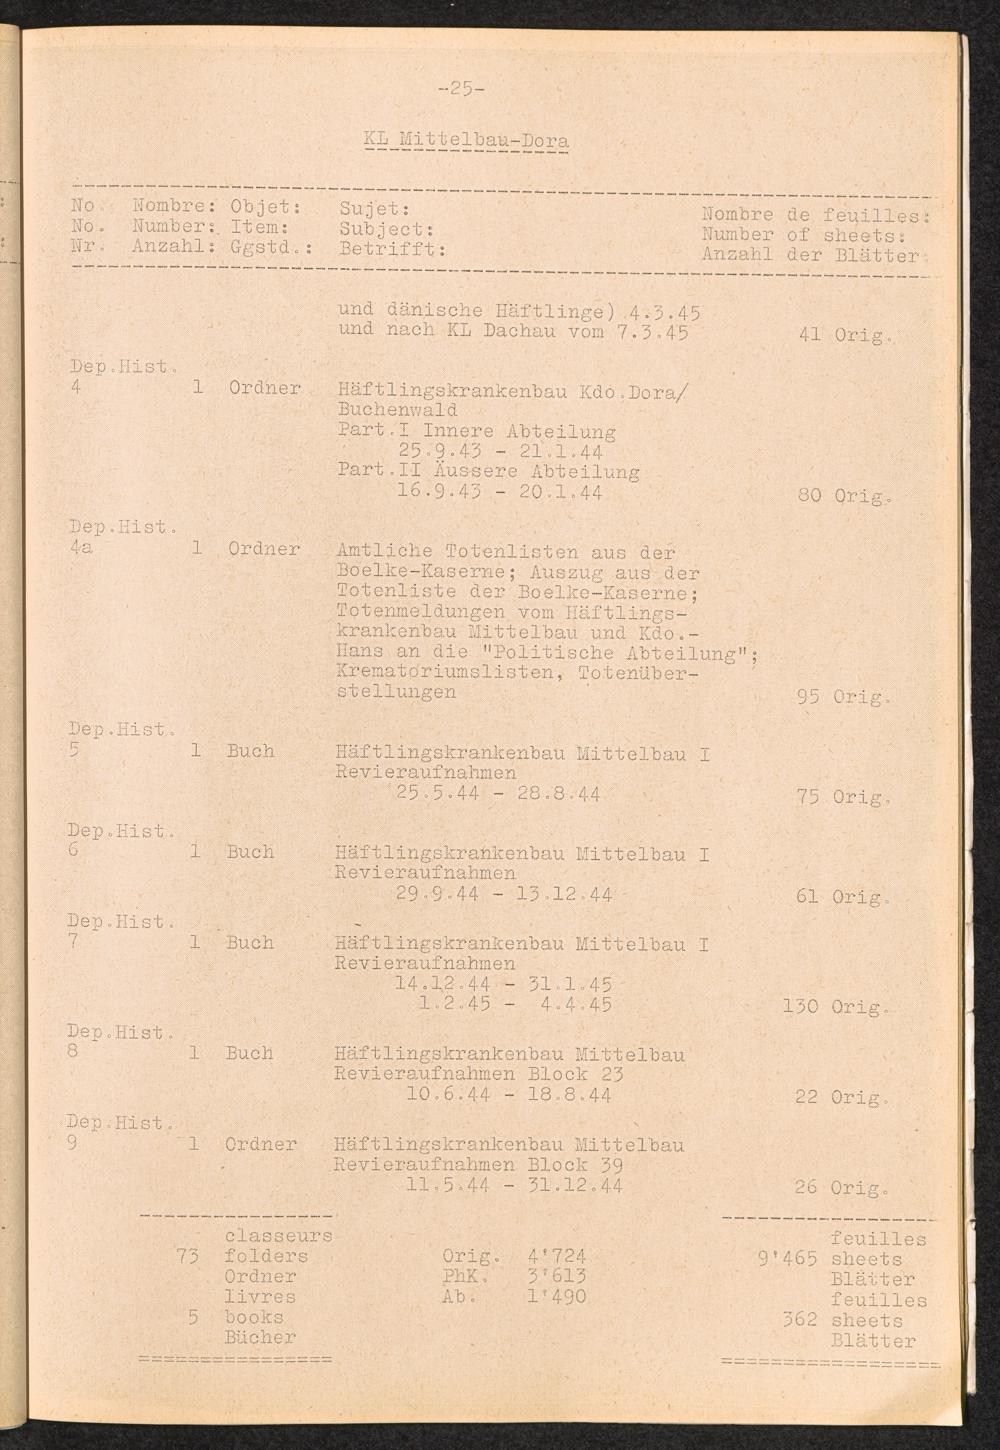 -25-
KL Mittelbau-Dora
No. Nombre: Objet: Sujet: Nombre de feuilles:
No. Number: Item: Subject: Number of sheets:
Nr. Anzahl: Ggstd.: Betrifft: Anzahl der Blätter:
und dänische Häftlinge) 4.3.45
und nach KL Dachau vom 7.3.45 41 Orig.
Dep.Hist.
4 1 Ordner Häftlingskrankenbau Kdo.Dora/
Buchenwald
Part.I Innere Abteilung
25.9.43 - 21.1.44
Part.II Äussere Abteilung
16.9.43 - 20.1.44 80 Orig.
Dep.Hist.
4a 1 Ordner Amtliche Totenlisten aus der
Boelke-Kaserne; Auszug aus der
Totenliste der Boelke-Kaserne;
Totenmeldungen vom Häftlings-
krankenbau Mittelbau und Kdo.-
Hans an die "Politische Abteilung";
Krematoriumslisten, Totenüber-
stellungen 95 Orig.
Dep.Hist.
5 1 Buch Häftlingskrankenbau Mittelbau I
Revieraufnahmen
25.5.44 - 28.8.44 75 Orig.
Dep.Hist.
6 1 Buch Häftlingskrankenbau Mittelbau I
Revieraufnahmen
29.9.44 - 13.12.44 61 Orig.
Dep.Hist.
7 1 Buch Häftlingskrankenbau Mittelbau I
Revieraufnahmen
14.12.44 - 31.1.45
1.2.45 - 4.4.45 130 Orig.
Dep.Hist.
8 1 Buch Häftlingskrankenbau Mittelbau
Revieraufnahmen Block 23
10.6.44 - 18.8.44 22 Orig.
Dep.Hist.
9 1 Ordner Häftlingskrankenbau Mittelbau
Revieraufnahmen Block 39
11.5.44 - 31.12.44 26 Orig.
classeurs feuilles
73 folders Orig. 4'724 9'465 sheets
Ordner PhK. 3'613 Blätter
livres Ab. 1'490 feuilles
5 books 362 sheets
Bücher Blätter